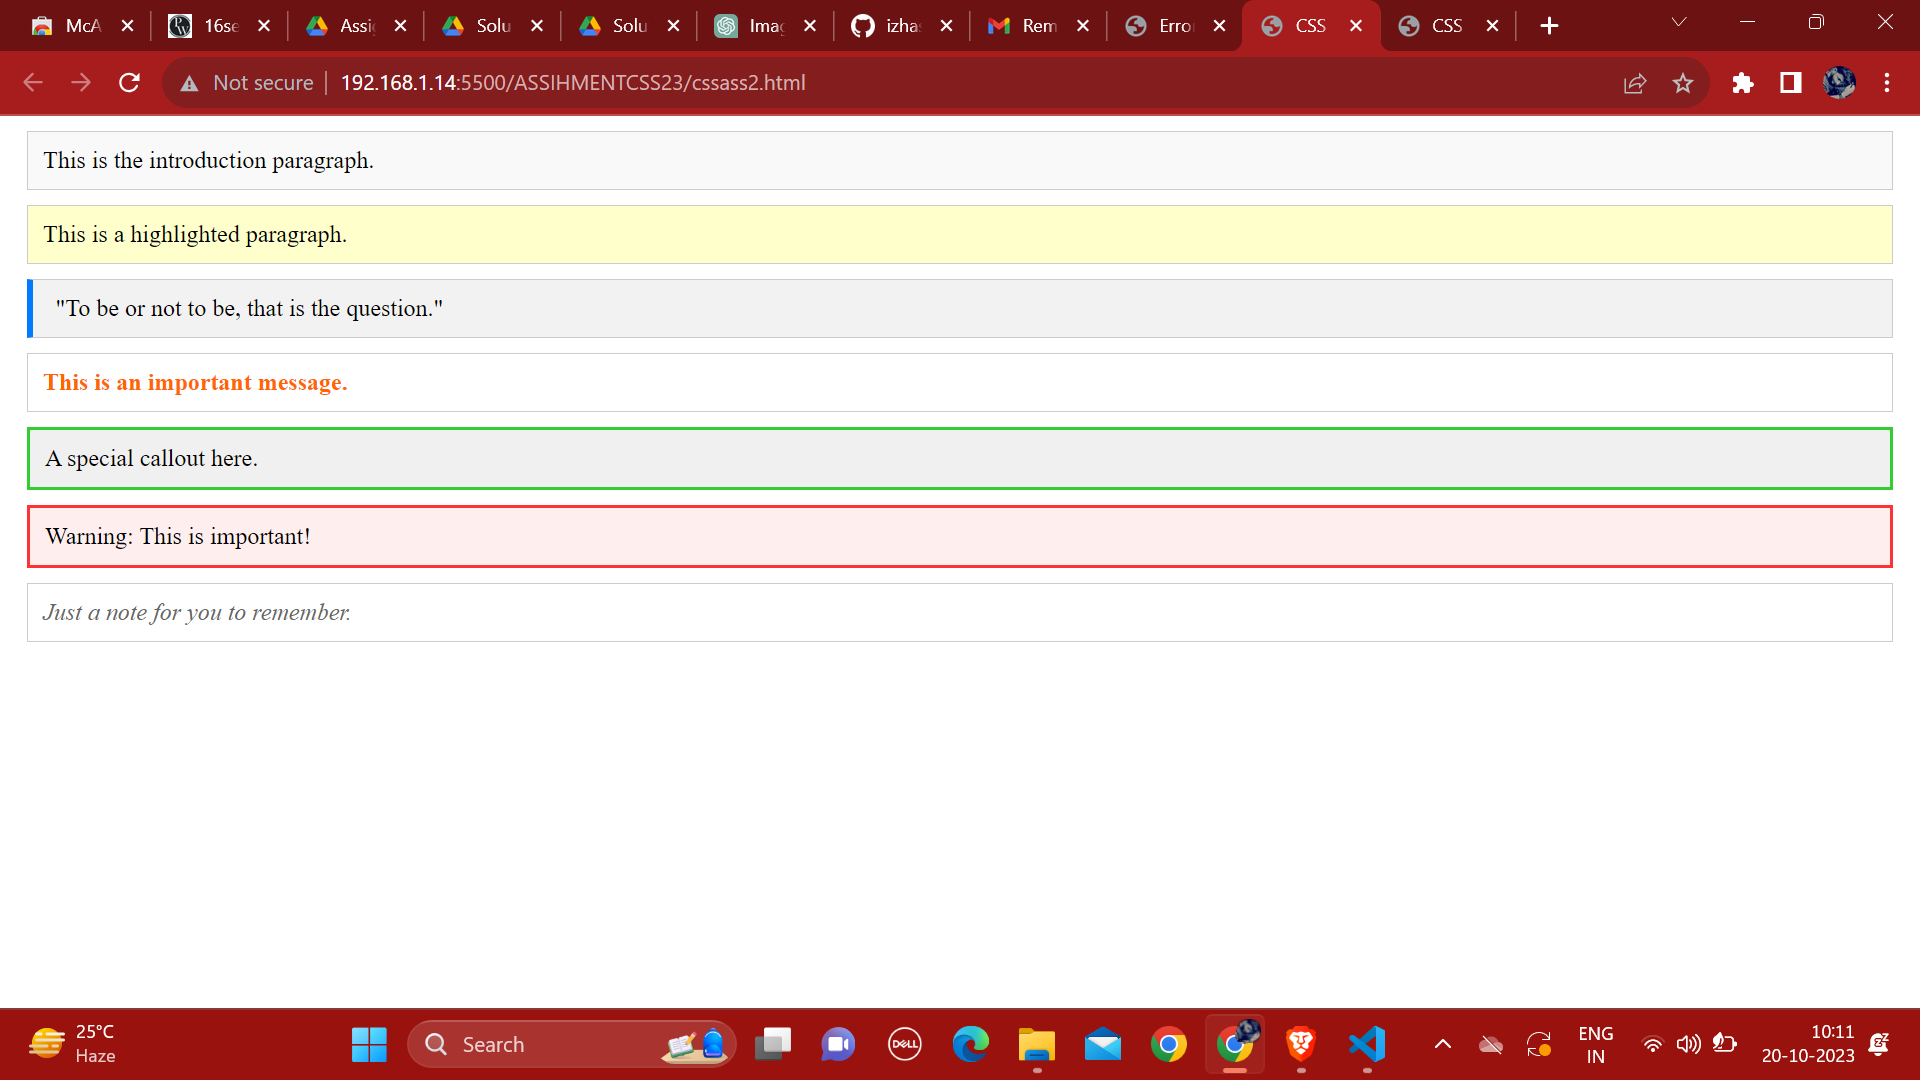 McA
16se
Assig
Solu
Solu
Imag
izha
Rem
Erro
CSS
CSS
Not secure
192.168.1.14:5500/ASSIHMENTCSS23/cssass2.html
This is the introduction paragraph.
This is a highlighted paragraph.
"To be or not to be, that is the question."
This is an important message.
A special callout here.
Warning: This is important!
Just a note for you to remember.
25°C
Haze
Search
DELL
ENG
IN
10:11
20-10-2023